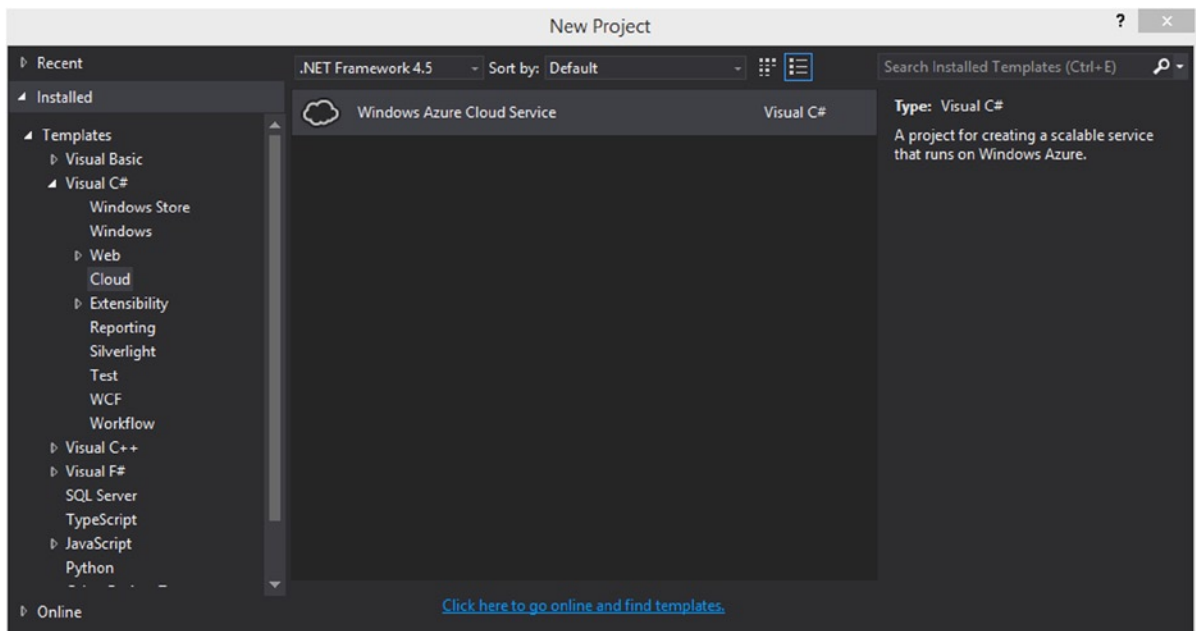 New Project
? x
Recent
.NET Framework 4.5 Sort by: Default
Search Installed Templates (Ctrl+E)
Installed
Templates
Visual Basic
Visual C#
Windows Store
Windows
Web
Cloud
Extensibility
Reporting
Silverlight
Test
WCF
Workflow
Visual C++
Visual F#
SQL Server
TypeScript
JavaScript
Python
Online
Windows Azure Cloud Service Visual C#
Click here to go online and find templates.
Type: Visual C#
A project for creating a scalable service
that runs on Windows Azure.